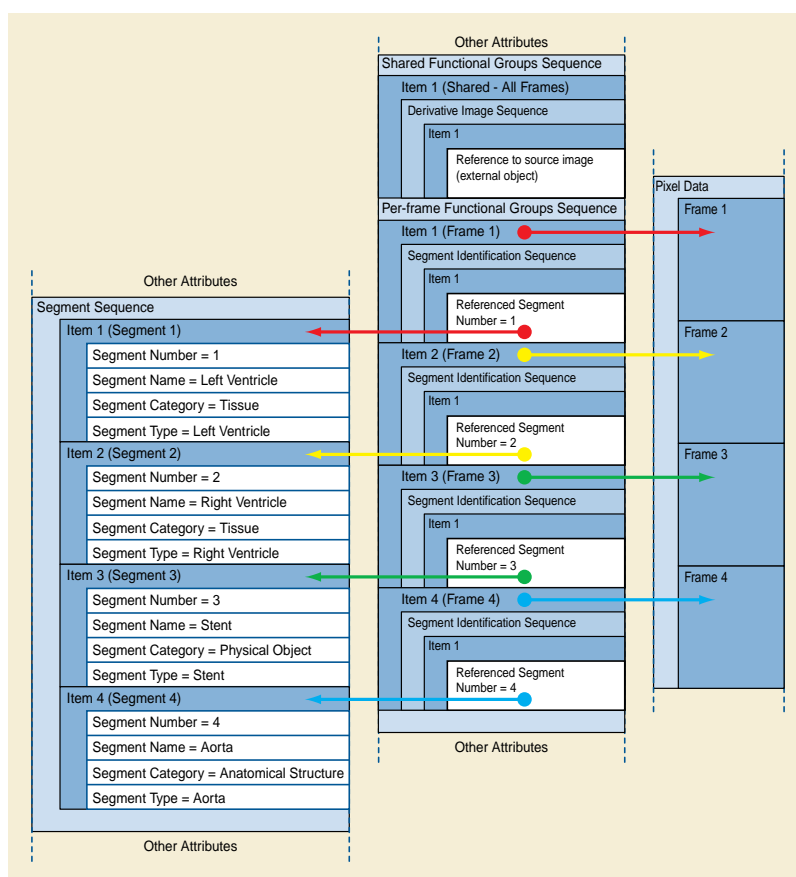 Other Attributes
Segment Sequence
Item 1 (Segment 1)
Segment Number = 1
Segment Name = Left Ventricle
Segment Category = Tissue
Segment Type = Left Ventricle
Item 2 (Segment 2)
Segment Number = 2
Segment Name = Right Ventricle
Segment Category = Tissue
Segment Type = Right Ventricle
Item 3 (Segment 3)
Segment Number = 3
Segment Name = Stent
Segment Category = Physical Object
Segment Type = Stent
Item 4 (Segment 4)
Segment Number = 4
Segment Name = Aorta
Segment Category = Anatomical Structure
Segment Type = Aorta
Other Attributes
Other Attributes
Shared Functional Groups Sequence
Item 1 (Shared - All Frames)
Derivative Image Sequence
Item 1
Reference to source image
(external object)
Per-frame Functional Groups Sequence
Item 1 (Frame 1)
Segment Identification Sequence
Item 1
Referenced Segment
Number = 1
Item 2 (Frame 2)
Segment Identification Sequence
Item 1
Referenced Segment
Number = 2
Item 3 (Frame 3)
Segment Identification Sequence
Item 1
Referenced Segment
Number = 3
Item 4 (Frame 4)
Segment Identification Sequence
Item 1
Referenced Segment
Number = 4
Other Attributes
Pixel Data
Frame 1
Frame 2
Frame 3
Frame 4